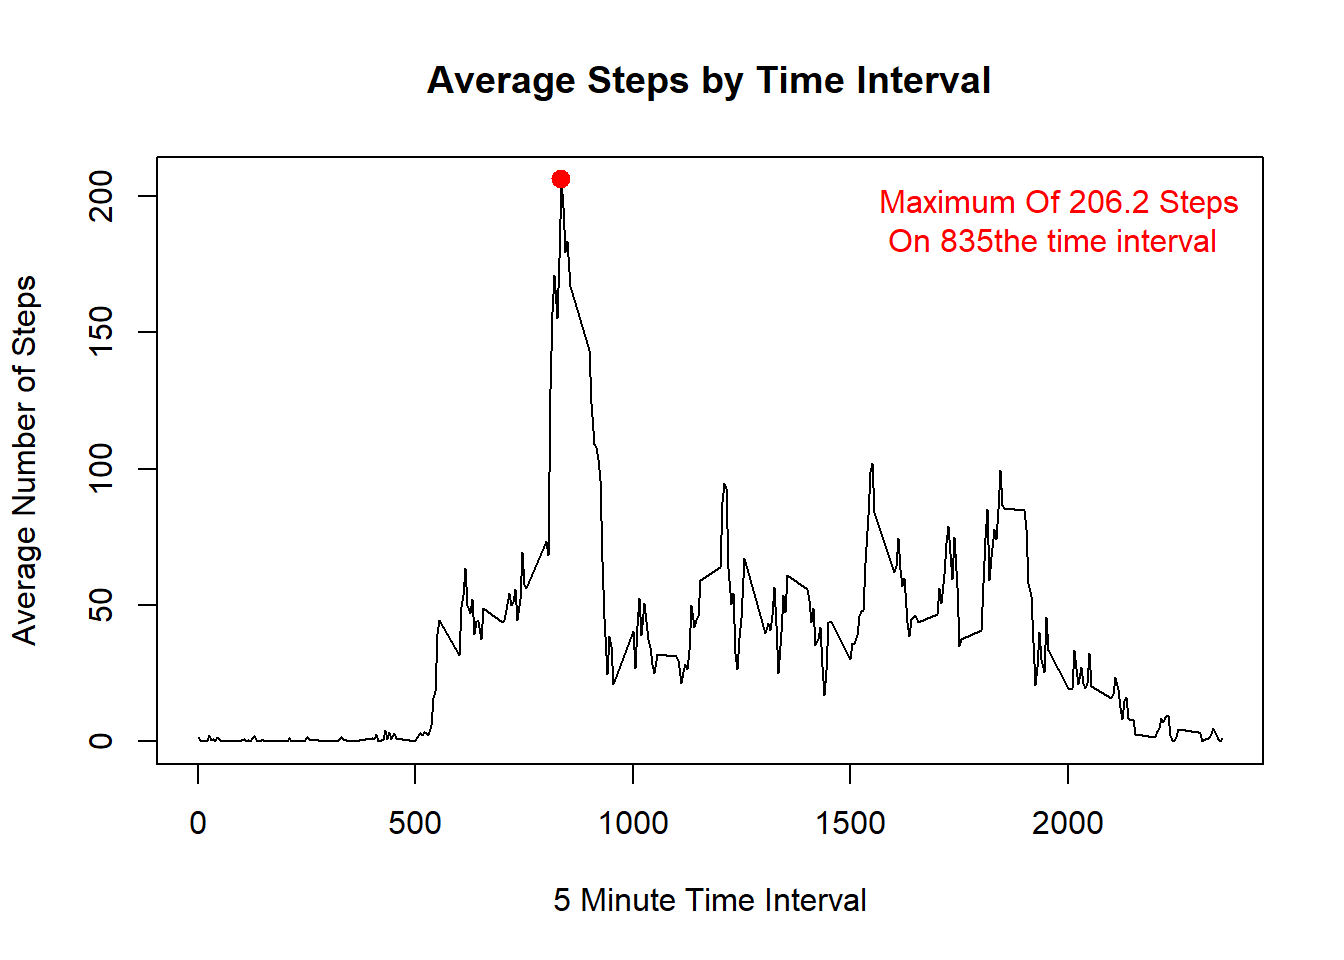 Average Steps by Time Interval
Maximum Of 206.2 Steps
On 835the time interval
Average Number of Steps
200
150
100
50
0
0 500 1000 1500 2000
5 Minute Time Interval